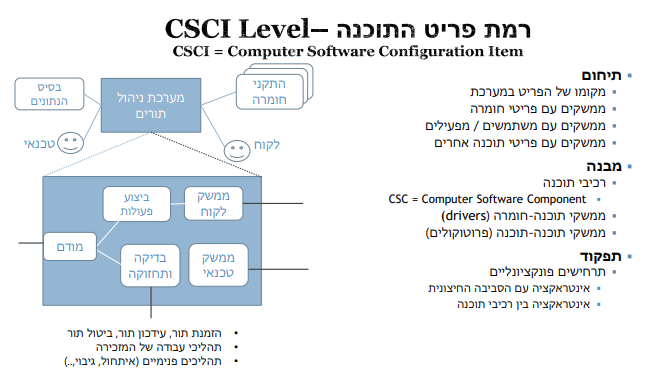 רמת פריט התוכנה –CSCI Level
CSCI = Computer Software Configuration Item
תיחום
מקומו של הפריט במערכת
ממשקים עם פריטי חומרה
ממשקים עם משתמשים / מפעילים
ממשקים עם פריטי תוכנה אחרים
מבנה
רכיבי תוכנה
CSC = Computer Software Component
ממשקי תוכנה-חומרה (drivers)
ממשקי תוכנה-תוכנה (פרוטוקולים)
תפקוד
תרחישים פונקציונליים
אינטראקציה עם הסביבה החיצונית
אינטראקציה בין רכיבי תוכנה
התקני
חומרה
מערכת ניהול
תורים
בסיס
הנתונים
לקוח
טכנאי
ממשק
לקוח
ביצוע
פעולות
מודם
ממשק
טכנאי
בדיקה
ותחזוקה
הזמנת תור, עידכון תור, ביטול תור
תהליכי עבודה של המזכירה
תהליכים פנימיים (איתחול, גיבוי,..)